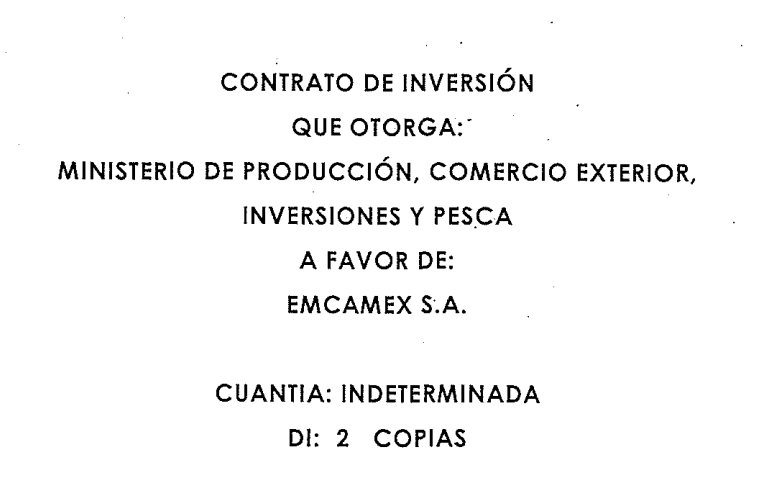 CONTRATO DE INVERSIÓN
QUE OTORGA:
MINISTERIO DE PRODUCCIÓN, COMERCIO EXTERIOR,
INVERSIONES Y PESCA
A FAVOR DE:
EMCAMEX S.A.
CUANTIA: INDETERMINADA
DI: 2 COPIAS